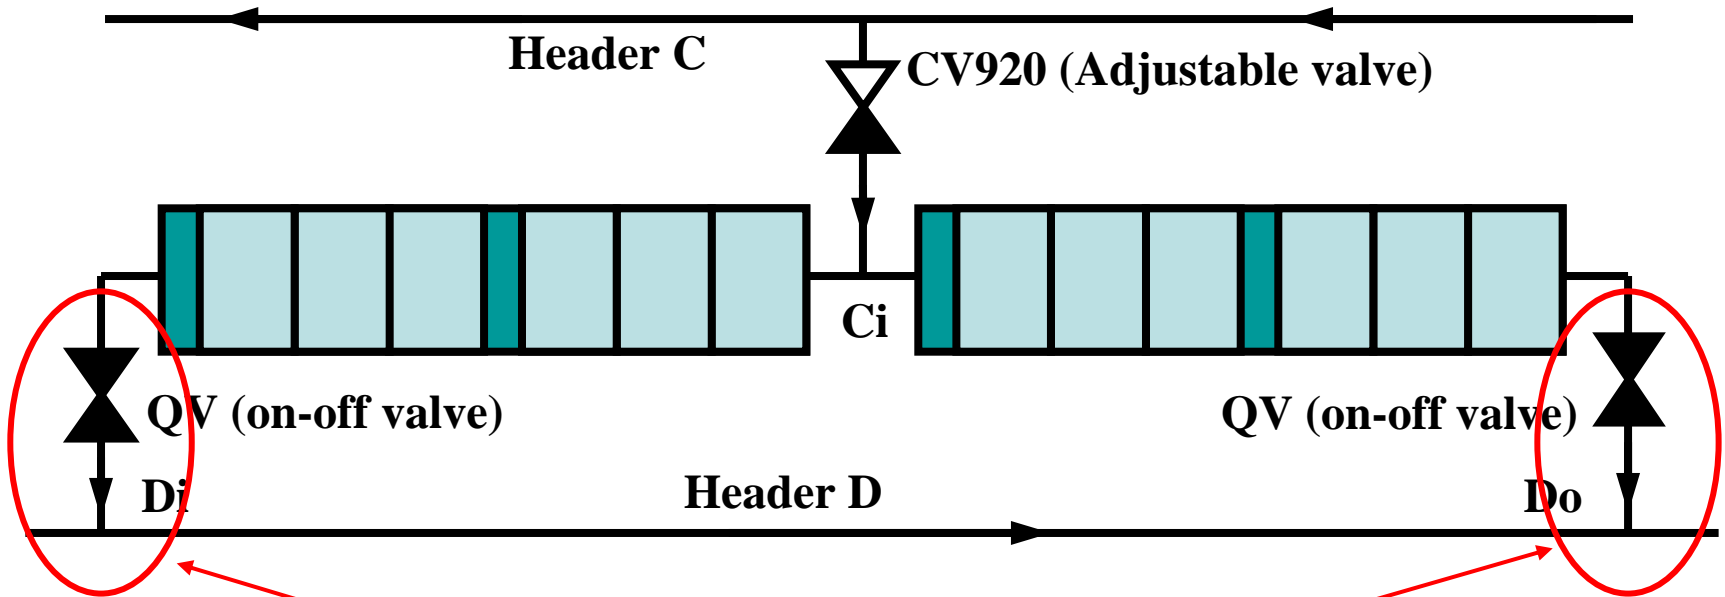 Header C
CV920 (Adjustable valve)
Ci
QV (on-off valve)
QV (on-off valve)
Di
Header D
Do